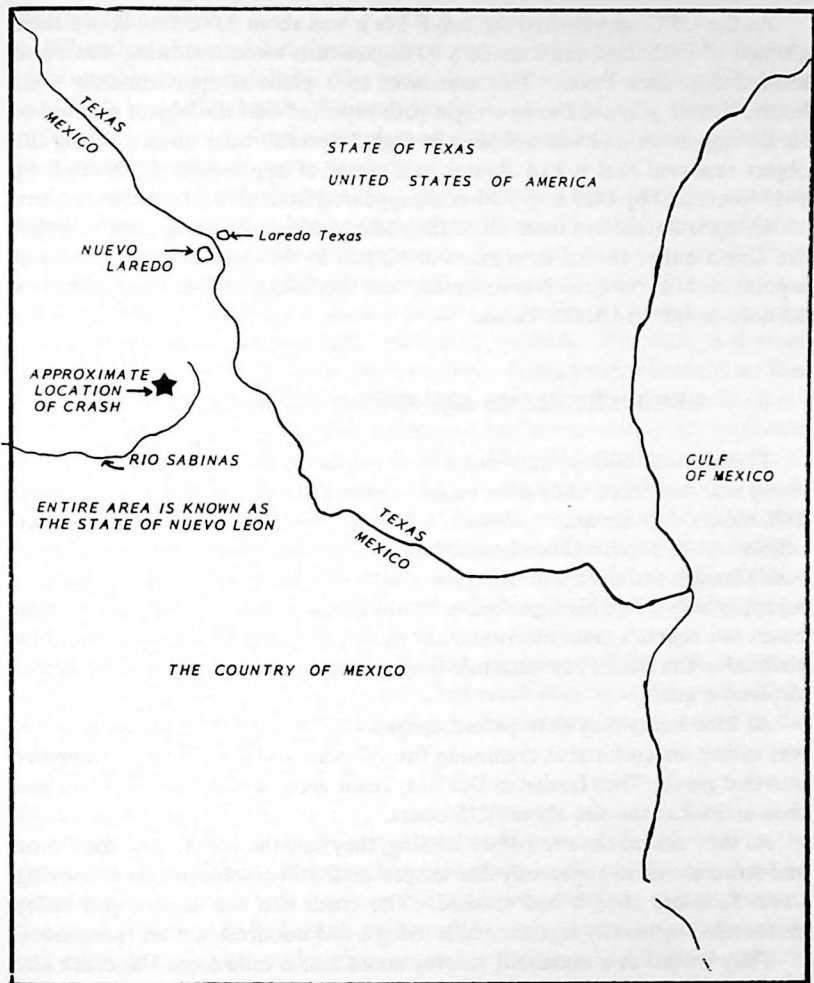 TEXAS
MEXICO
STATE OF TEXAS
UNITED STATES OF AMERICA
Laredo Texas
NUEVO
LAREDO
APPROXIMATE
LOCATION
OF CRASH
RIO SABINAS
GULF
OF MEXICO
ENTIRE AREA IS KNOWN AS
THE STATE OF NUEVO LEON
TEXAS
MEXICO
THE COUNTRY OF MEXICO